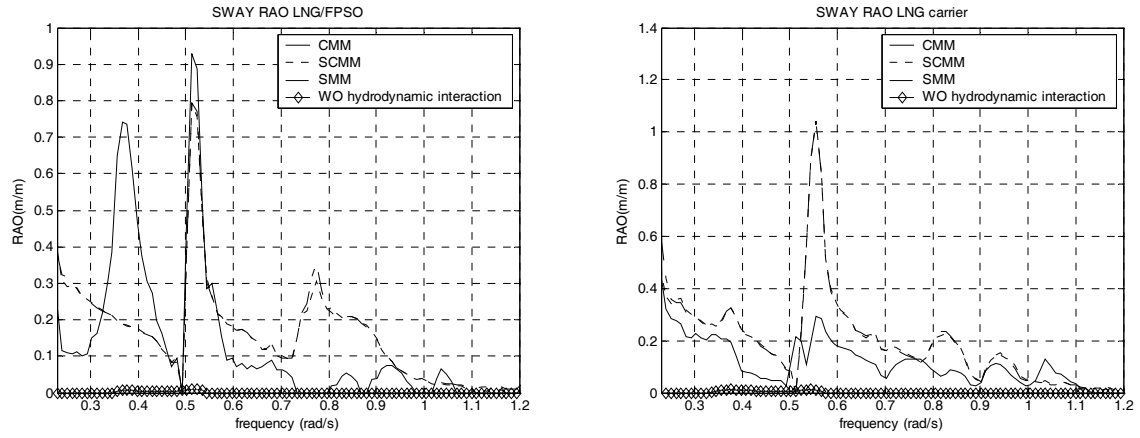 SWAY RAO LNG/FPSO
1
0.9
0.8
0.7
0.6
0.5
0.4
0.3
0.2
0.1
0
RAO(m/m)
CMM
SCMM
SMM
WO hydrodynamic interaction
0.3 0.4 0.5 0.6 0.7 0.8 0.9 1 1.1 1.2
frequency (rad/s)
SWAY RAO LNG carrier
1.4
1.2
1
0.8
0.6
0.4
0.2
0
RAO(m/m)
CMM
SCMM
SMM
WO hydrodynamic interaction
0.3 0.4 0.5 0.6 0.7 0.8 0.9 1 1.1 1.2
frequency (rad/s)